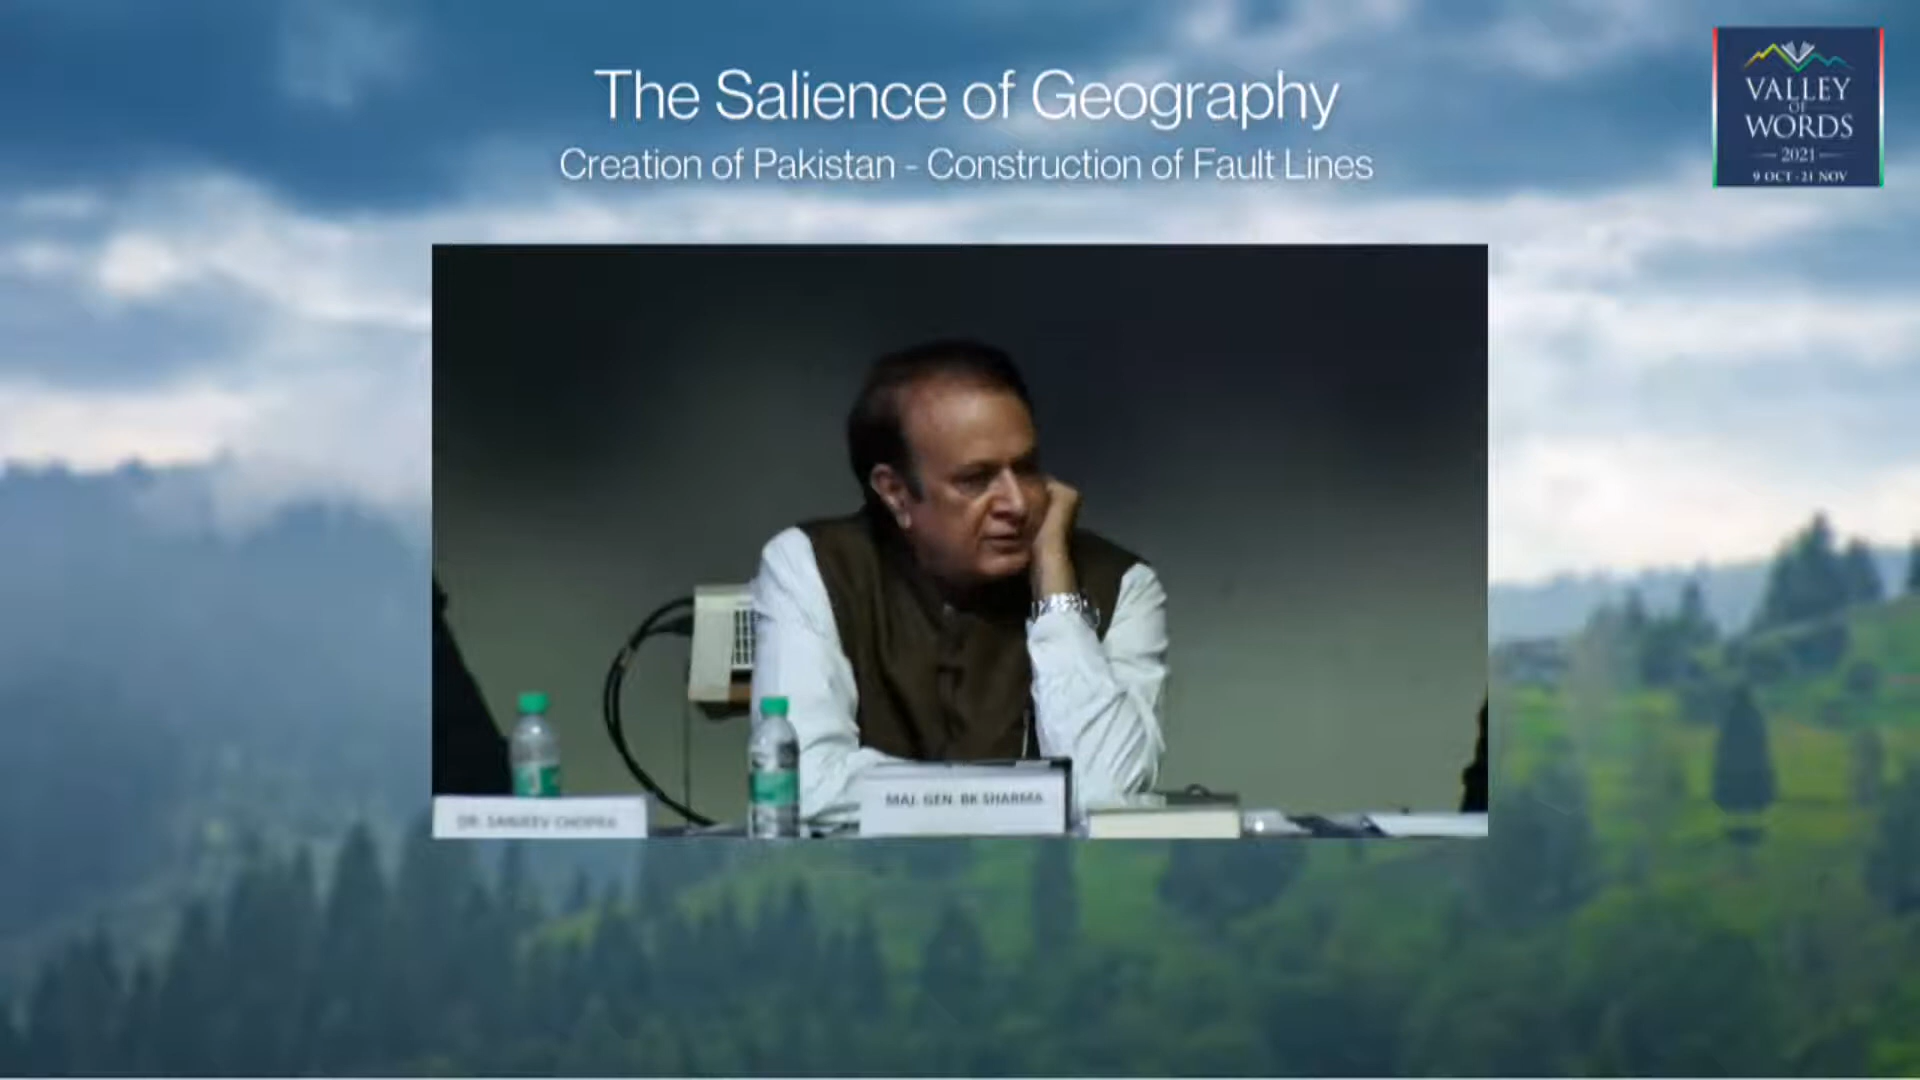 The Salience of Geography
Creation of Pakistan - Construction of Fault Lines
VALLEY
OF
WORDS
2021
9 OCT - 21 NOV
DR. SANJEEV CHOPRA
MAJ. GEN. BK SHARMA